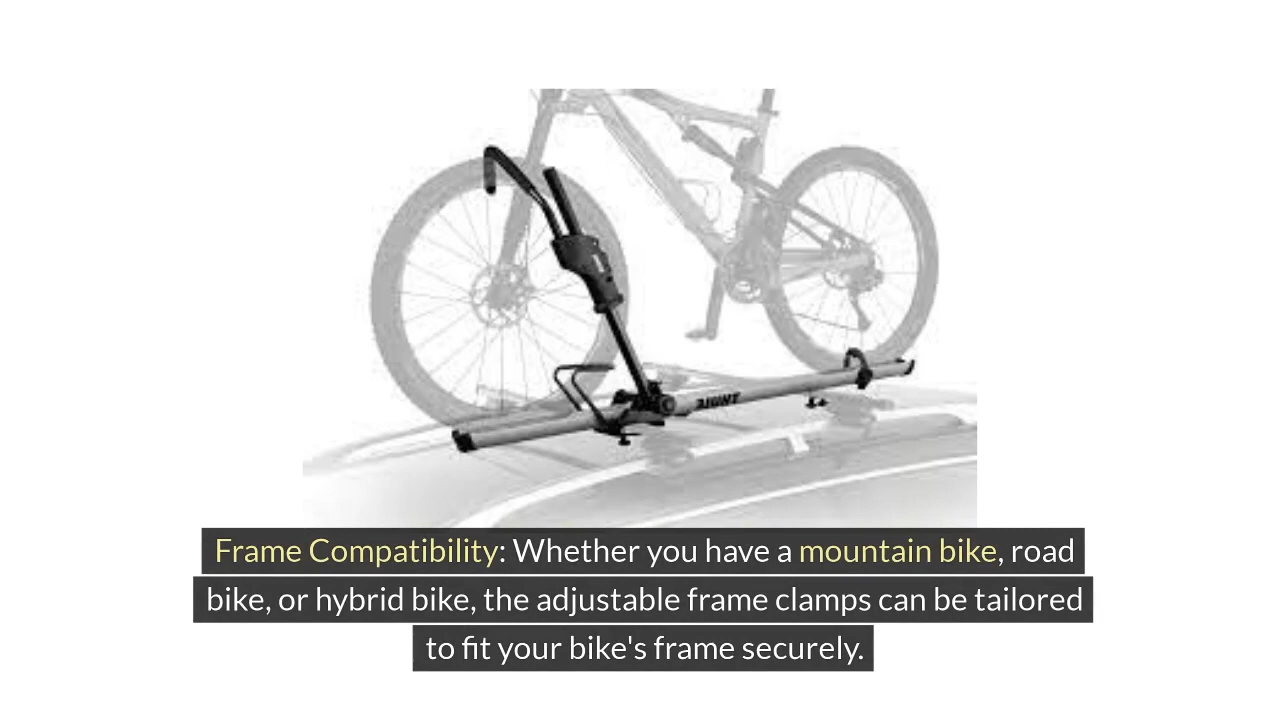 THULE
Frame Compatibility: Whether you have a mountain bike, road
bike, or hybrid bike, the adjustable frame clamps can be tailored
to fit your bike's frame securely.